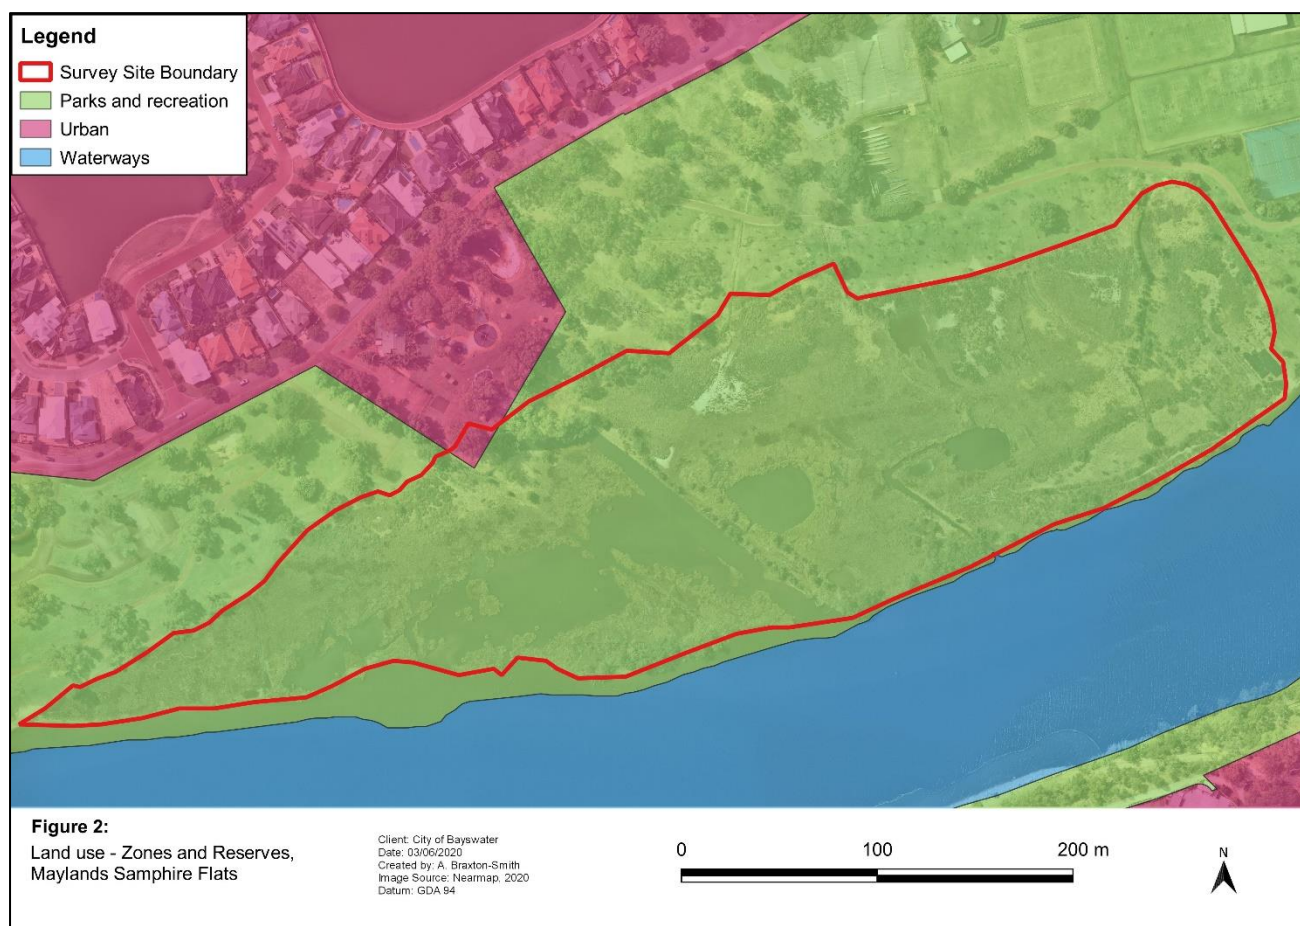 Legend
Survey Site Boundary
Parks and recreation
Urban
Waterways
Figure 2:
Land use - Zones and Reserves,
Maylands Samphire Flats
Client: City of Bayswater
Date: 03/06/2020
Created by: A. Braxton-Smith
Image Source: Nearmap, 2020
Datum: GDA 94
0 100 200 m
N